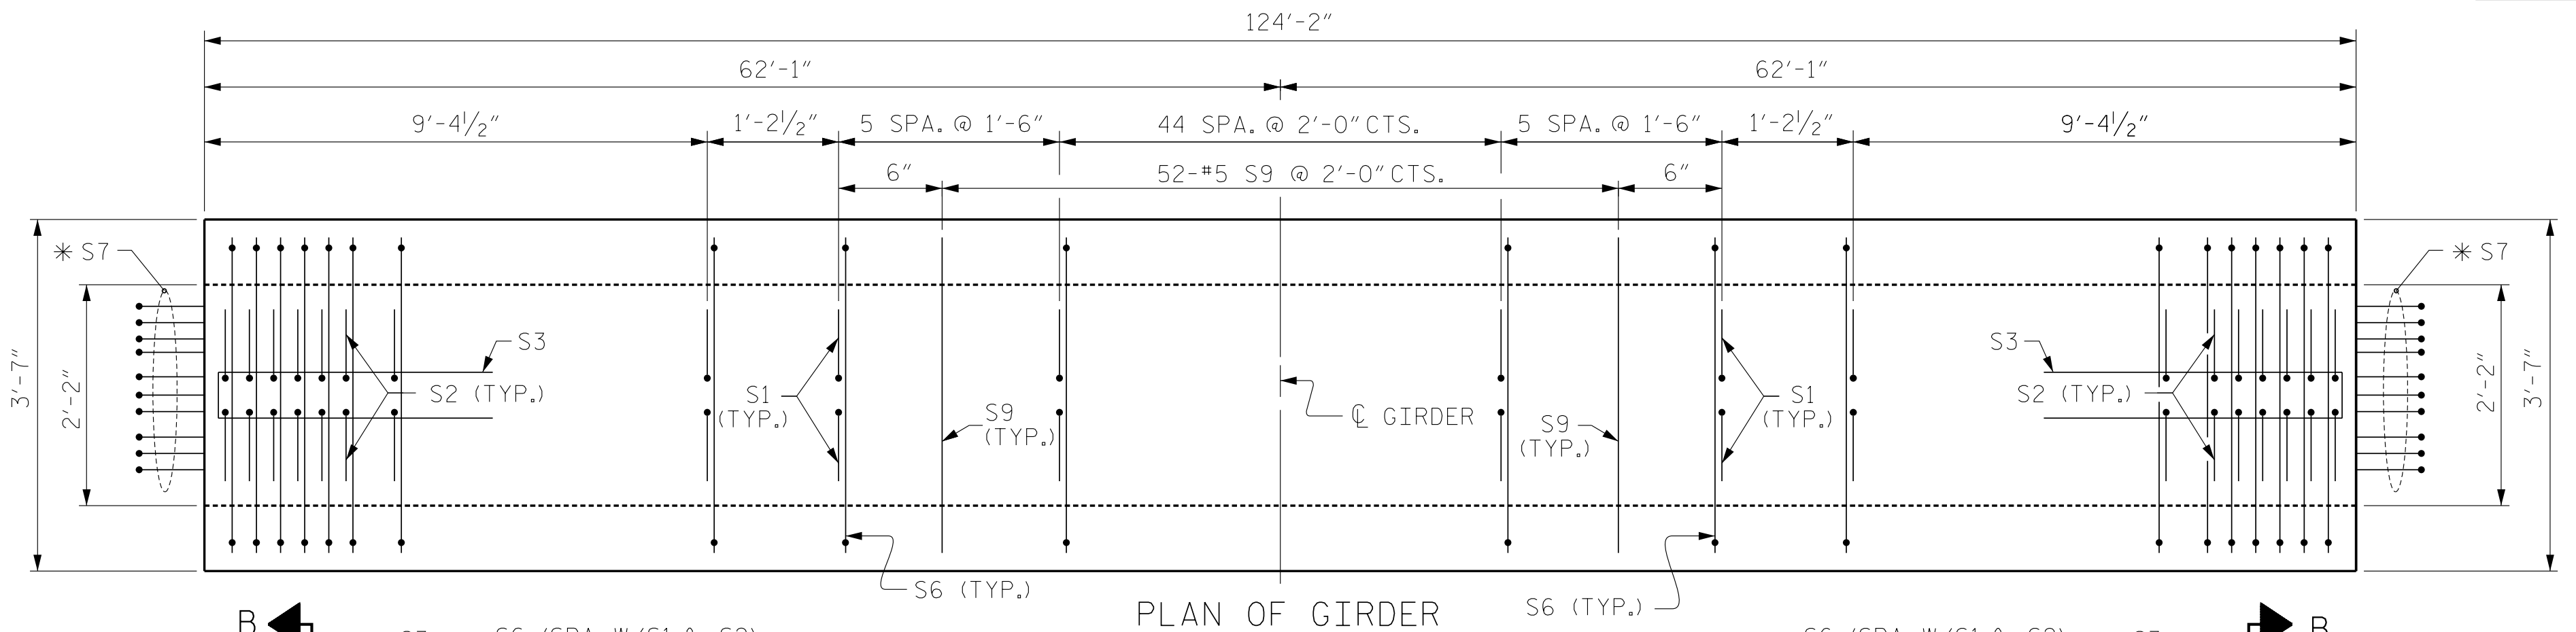 124'-2"
62'-1" 62'-1"
9'-4½" 1'-2½" 5 SPA. @ 1'-6" 44 SPA. @ 2'-0"CTS. 5 SPA. @ 1'-6" 1'-2½" 9'-4½"
6" 52-#5 S9 @ 2'-0"CTS. 6"
✳ S7 ✳ S7
3'-7" 2'-2" 2'-2" 3'-7"
S3 S3
S2 (TYP.) S2 (TYP.)
S1
(TYP.)
S9
(TYP.)
℄ GIRDER
S9
(TYP.)
S1
(TYP.)
S6 (TYP.) S6 (TYP.)
PLAN OF GIRDER
B B